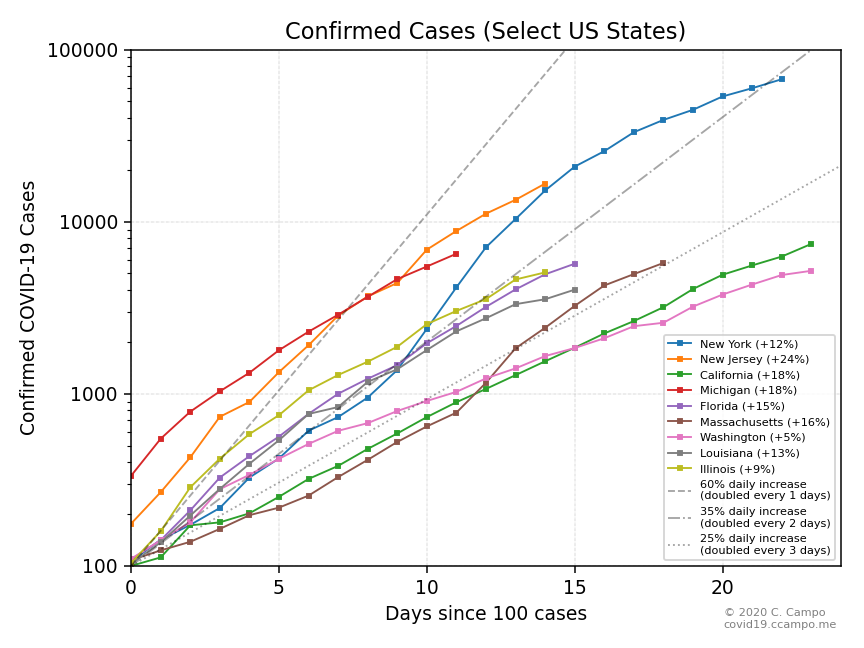 Confirmed Cases (Select US States)
100000
10000
1000
100
Confirmed COVID-19 Cases
0 5 10 15 20
Days since 100 cases
New York (+12%)
New Jersey (+24%)
California (+18%)
Michigan (+18%)
Florida (+15%)
Massachusetts (+16%)
Washington (+5%)
Louisiana (+13%)
Illinois (+9%)
60% daily increase
(doubled every 1 days)
35% daily increase
(doubled every 2 days)
25% daily increase
(doubled every 3 days)
© 2020 C. Campo
covid19.ccampo.me